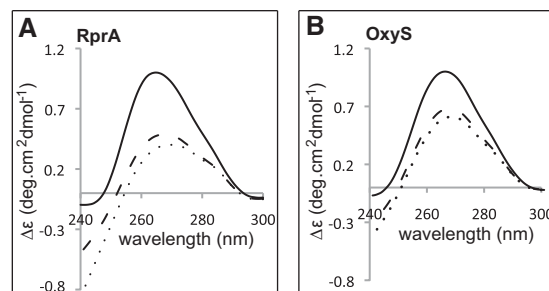 A RprA
1.2
0.7
0.2
-0.3
-0.8
240 260 280 300
wavelength (nm)
Δε (deg.cm²dmol⁻¹)
B OxyS
1.2
0.7
0.2
-0.3
-0.8
240 260 280 300
wavelength (nm)
Δε (deg.cm²dmol⁻¹)